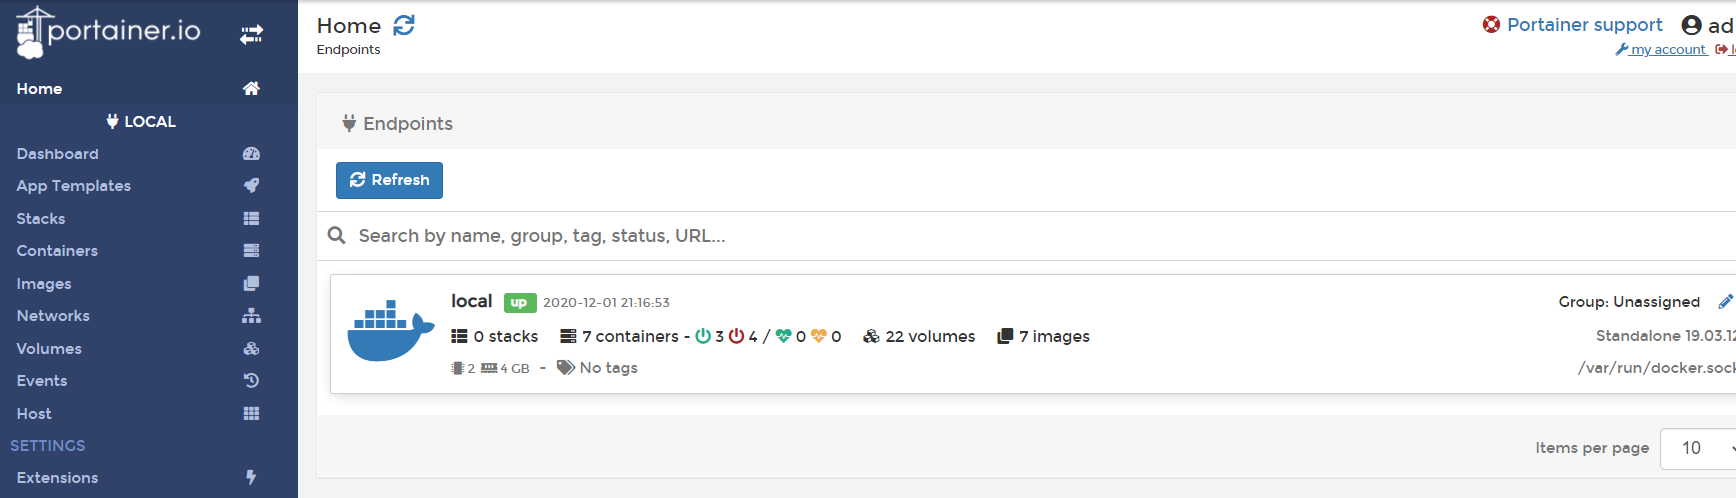 portainer.io
Home
LOCAL
Dashboard
App Templates
Stacks
Containers
Images
Networks
Volumes
Events
Host
SETTINGS
Extensions
Home
Endpoints
Portainer support
ad
my account
Endpoints
Refresh
Search by name, group, tag, status, URL...
local up 2020-12-01 21:16:53
Group: Unassigned
0 stacks 7 containers - 3 4 / 0 0 22 volumes 7 images
Standalone 19.03.12
2 4 GB - No tags
/var/run/docker.sock
Items per page 10